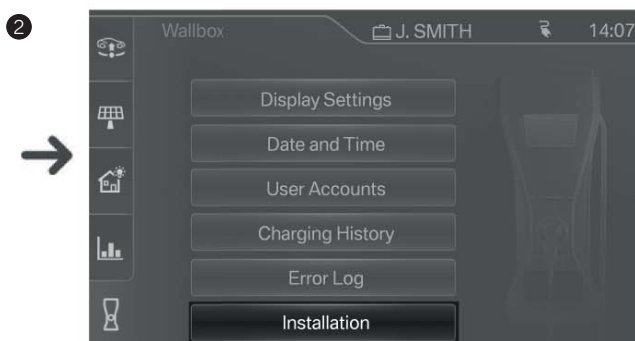 2
Wallbox J. SMITH 14:07
Display Settings
Date and Time
User Accounts
Charging History
Error Log
Installation